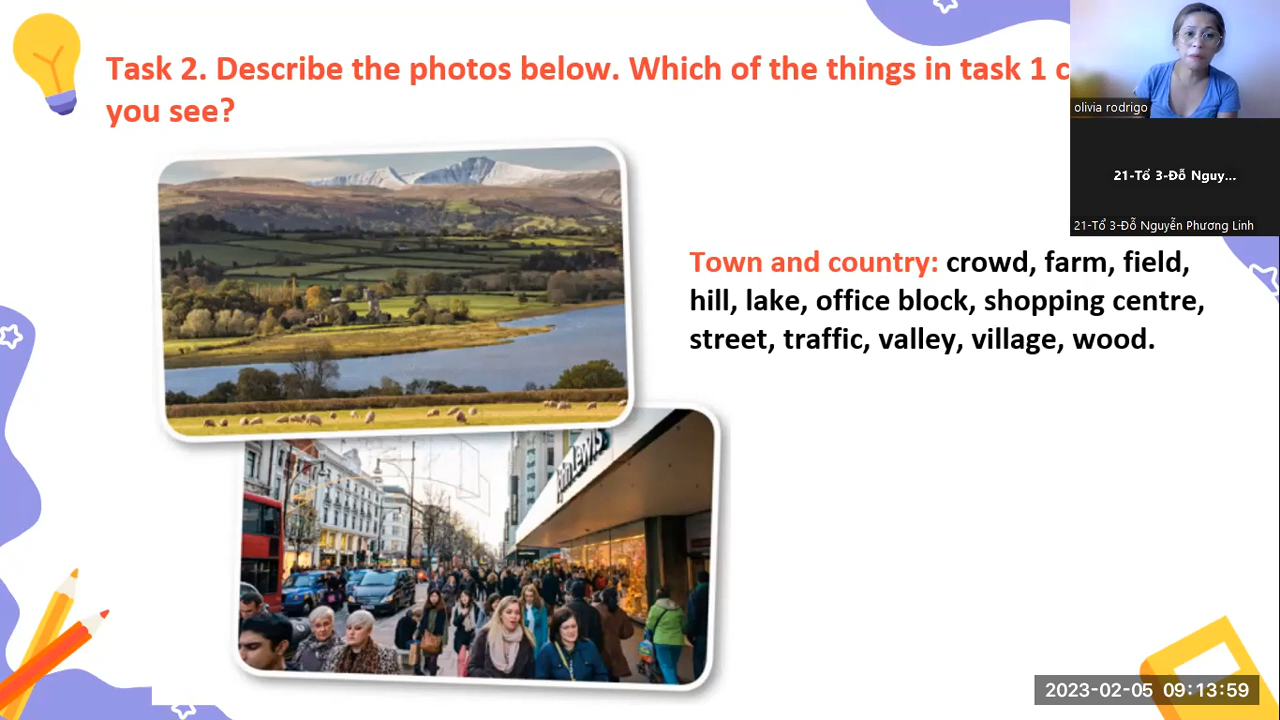 Task 2. Describe the photos below. Which of the things in task 1 c
you see?
olivia rodrigo
21-Tổ 3-Đỗ Nguy...
21-Tổ 3-Đỗ Nguyễn Phương Linh
Town and country: crowd, farm, field,
hill, lake, office block, shopping centre,
street, traffic, valley, village, wood.
John Lewis
2023-02-05 09:13:59